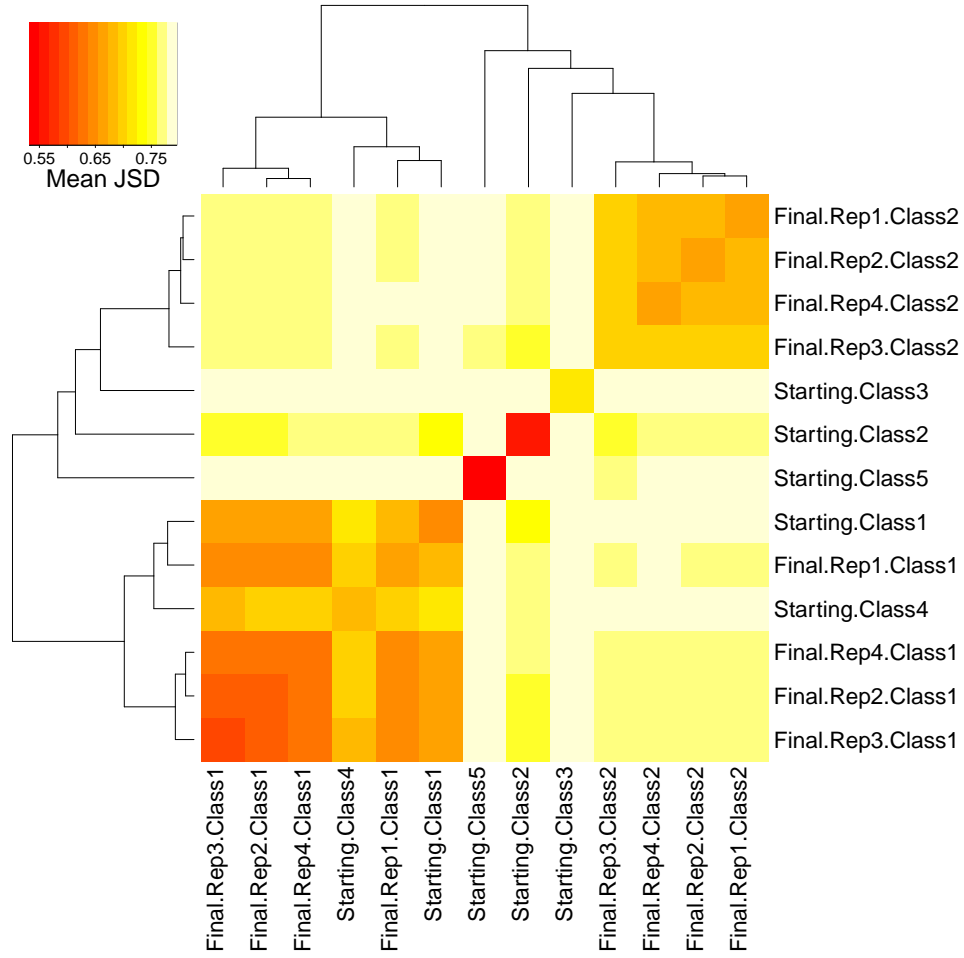 0.55 0.65 0.75
Mean JSD
Final.Rep1.Class2
Final.Rep2.Class2
Final.Rep4.Class2
Final.Rep3.Class2
Starting.Class3
Starting.Class2
Starting.Class5
Starting.Class1
Final.Rep1.Class1
Starting.Class4
Final.Rep4.Class1
Final.Rep2.Class1
Final.Rep3.Class1
Final.Rep3.Class1
Final.Rep2.Class1
Final.Rep4.Class1
Starting.Class4
Final.Rep1.Class1
Starting.Class1
Starting.Class5
Starting.Class2
Starting.Class3
Final.Rep3.Class2
Final.Rep4.Class2
Final.Rep2.Class2
Final.Rep1.Class2